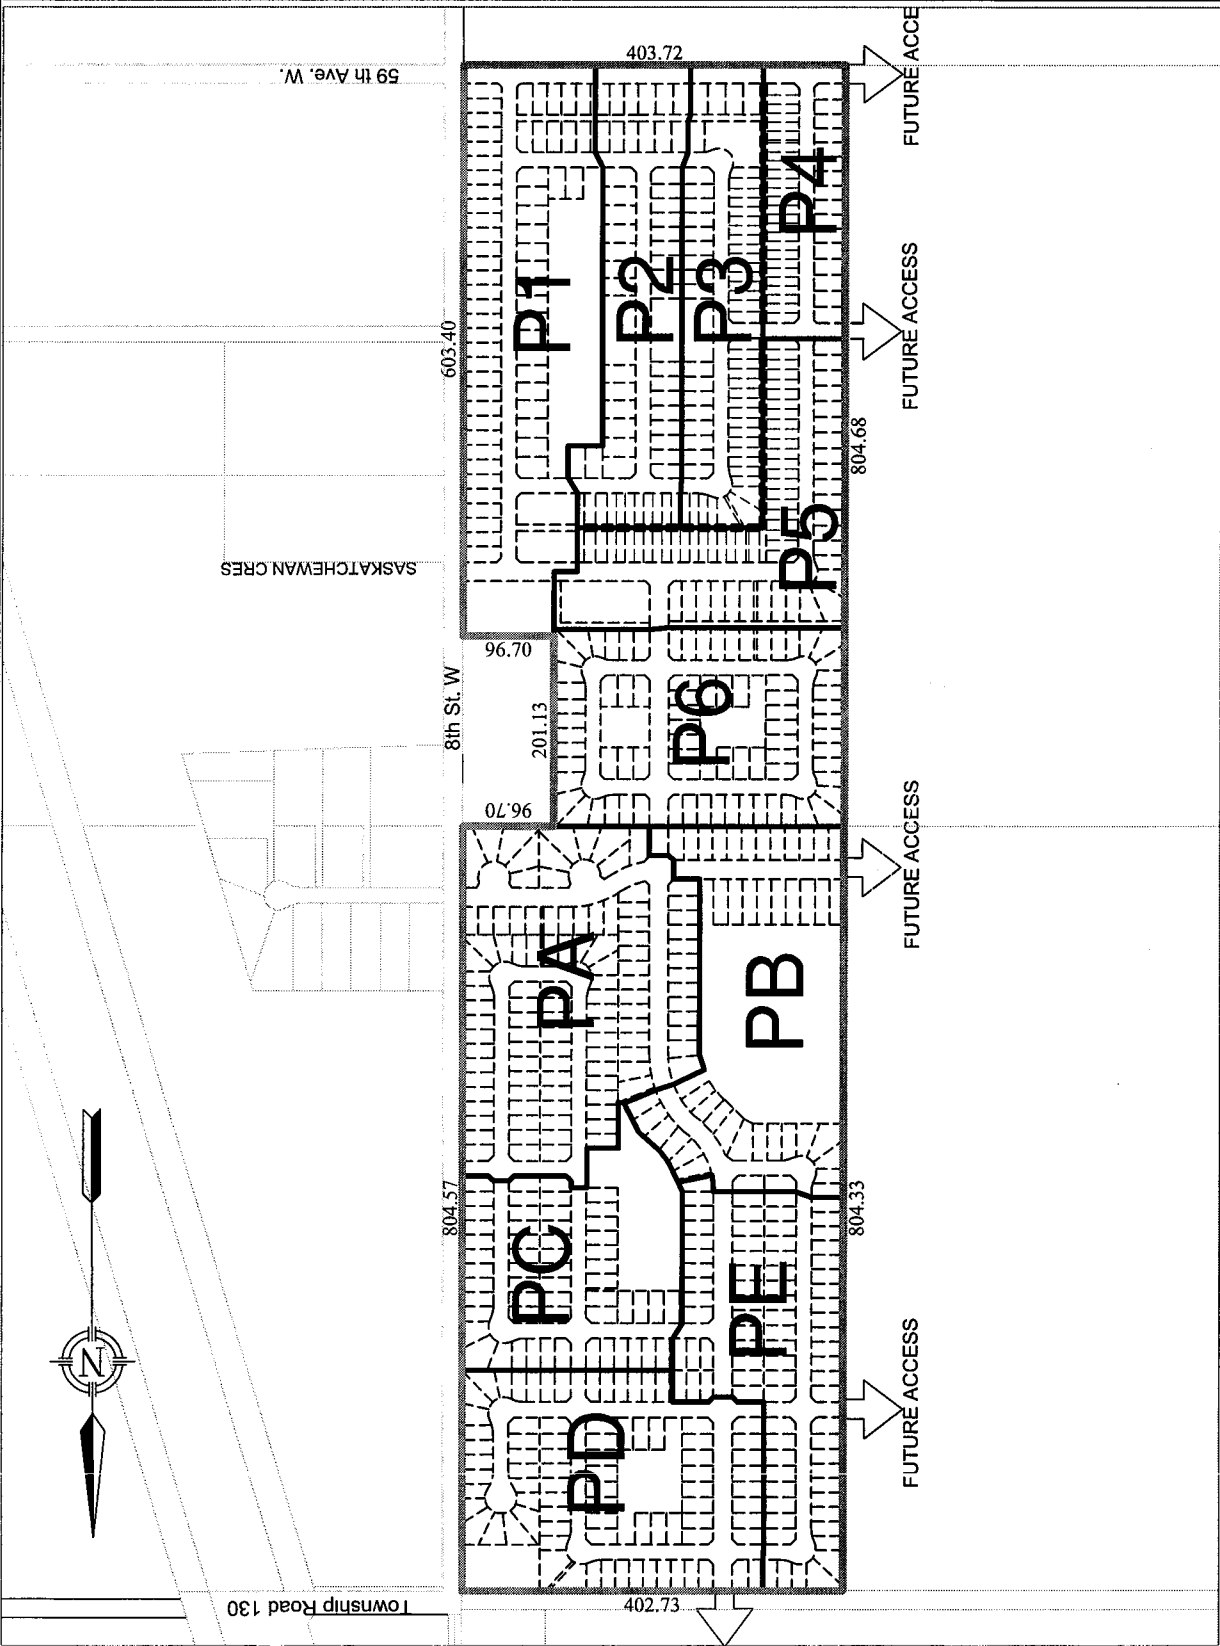 403.72
59 th Ave. W.
FUTURE ACCE
P4
P1
P2
P3
603.40
FUTURE ACCESS
804.68
P5
SASKATCHEWAN CRES
96.70
8th St. W
201.13
P6
96.70
FUTURE ACCESS
PA
PB
804.57
804.33
PC
PE
N
FUTURE ACCESS
PD
Township Road 130
402.73